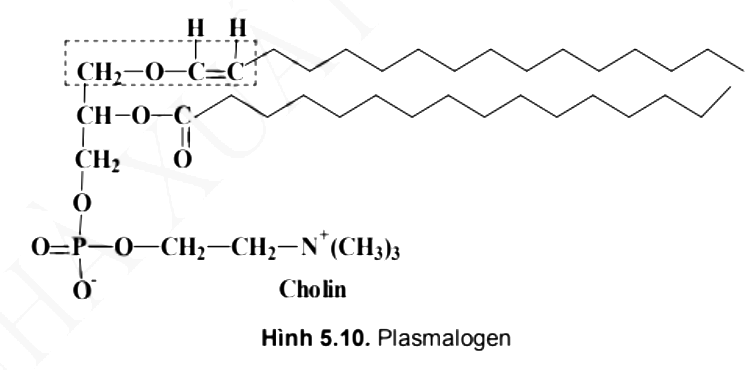 H H
CH₂—O—C=C
CH—O—C
CH₂ O
O
O=P—O—CH₂—CH₂—N⁺(CH₃)₃
O⁻
Cholin
Hình 5.10. Plasmalogen